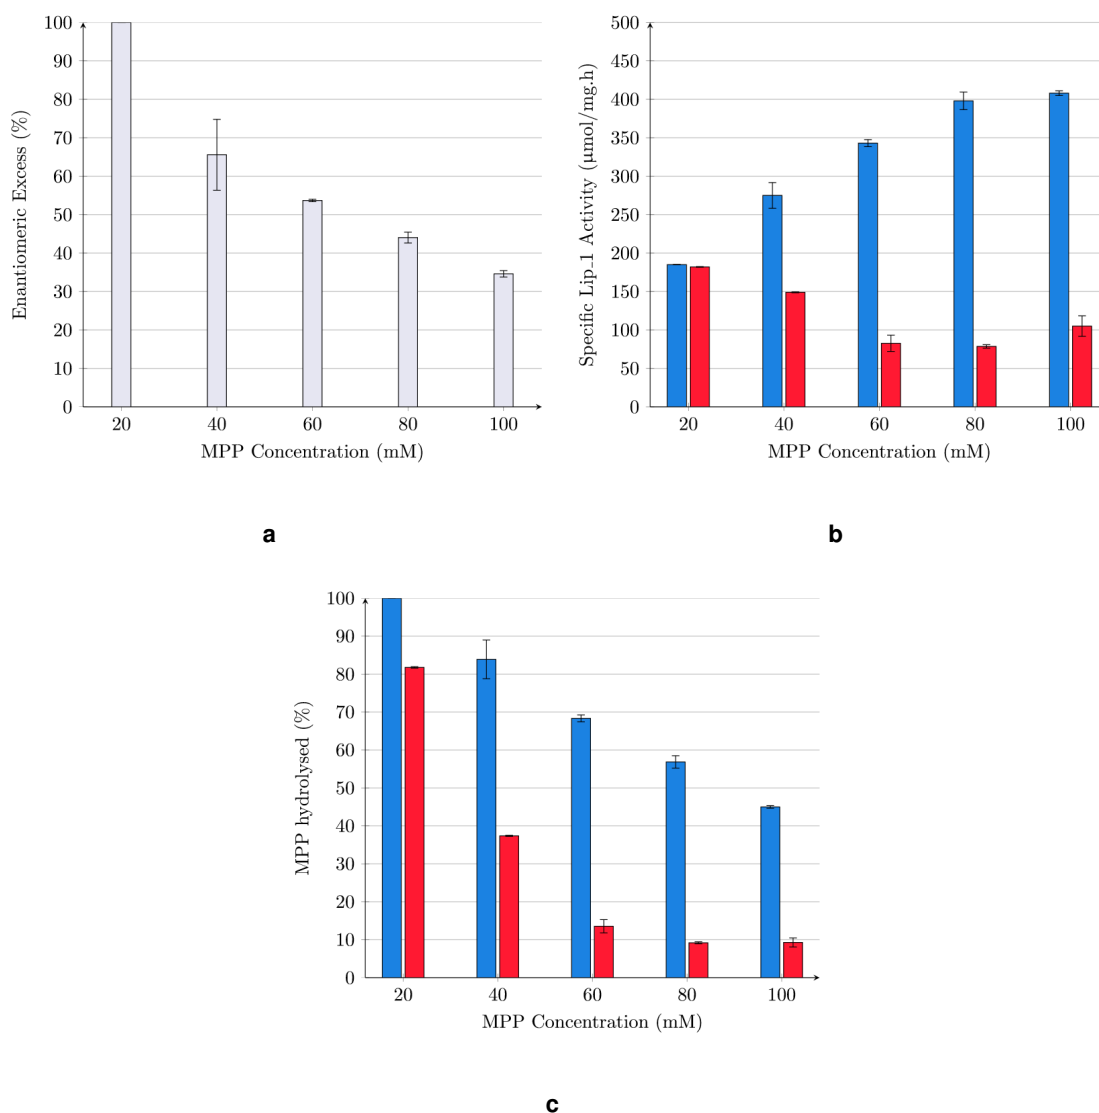 100
90
80
70
60
50
40
30
20
10
0
Enantiomeric Excess (%)
20 40 60 80 100
MPP Concentration (mM)
a
500
450
400
350
300
250
200
150
100
50
0
Specific Lip_1 Activity (µmol/mg.h)
20 40 60 80 100
MPP Concentration (mM)
b
100
90
80
70
60
50
40
30
20
10
0
MPP hydrolysed (%)
20 40 60 80 100
MPP Concentration (mM)
c